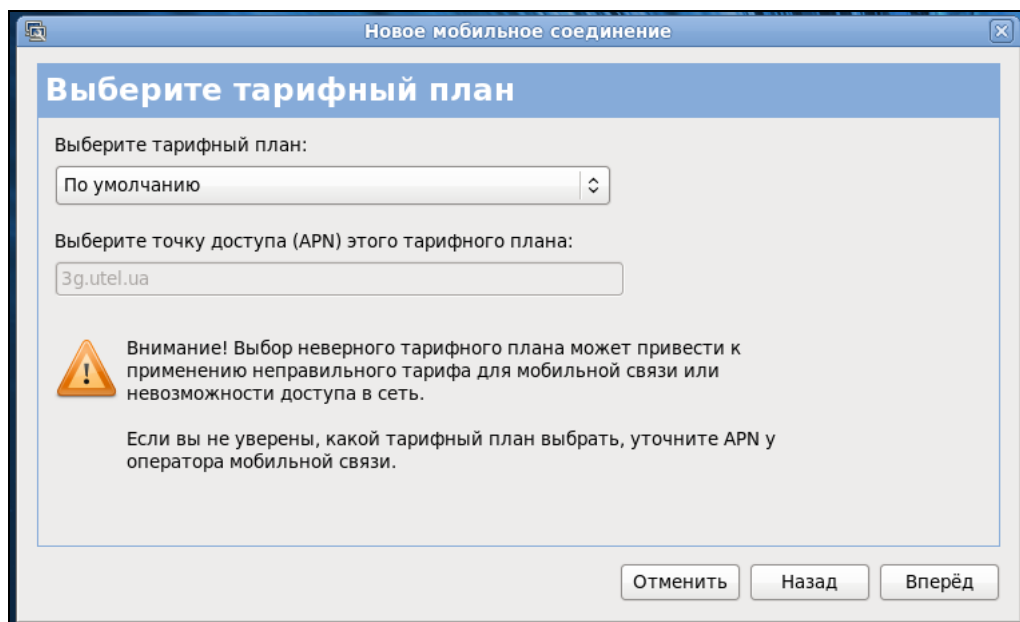 Новое мобильное соединение
Выберите тарифный план
Выберите тарифный план:
По умолчанию
Выберите точку доступа (APN) этого тарифного плана:
3g.utel.ua
Внимание! Выбор неверного тарифного плана может привести к
применению неправильного тарифа для мобильной связи или
невозможности доступа в сеть.
Если вы не уверены, какой тарифный план выбрать, уточните APN у
оператора мобильной связи.
Отменить Назад Вперёд